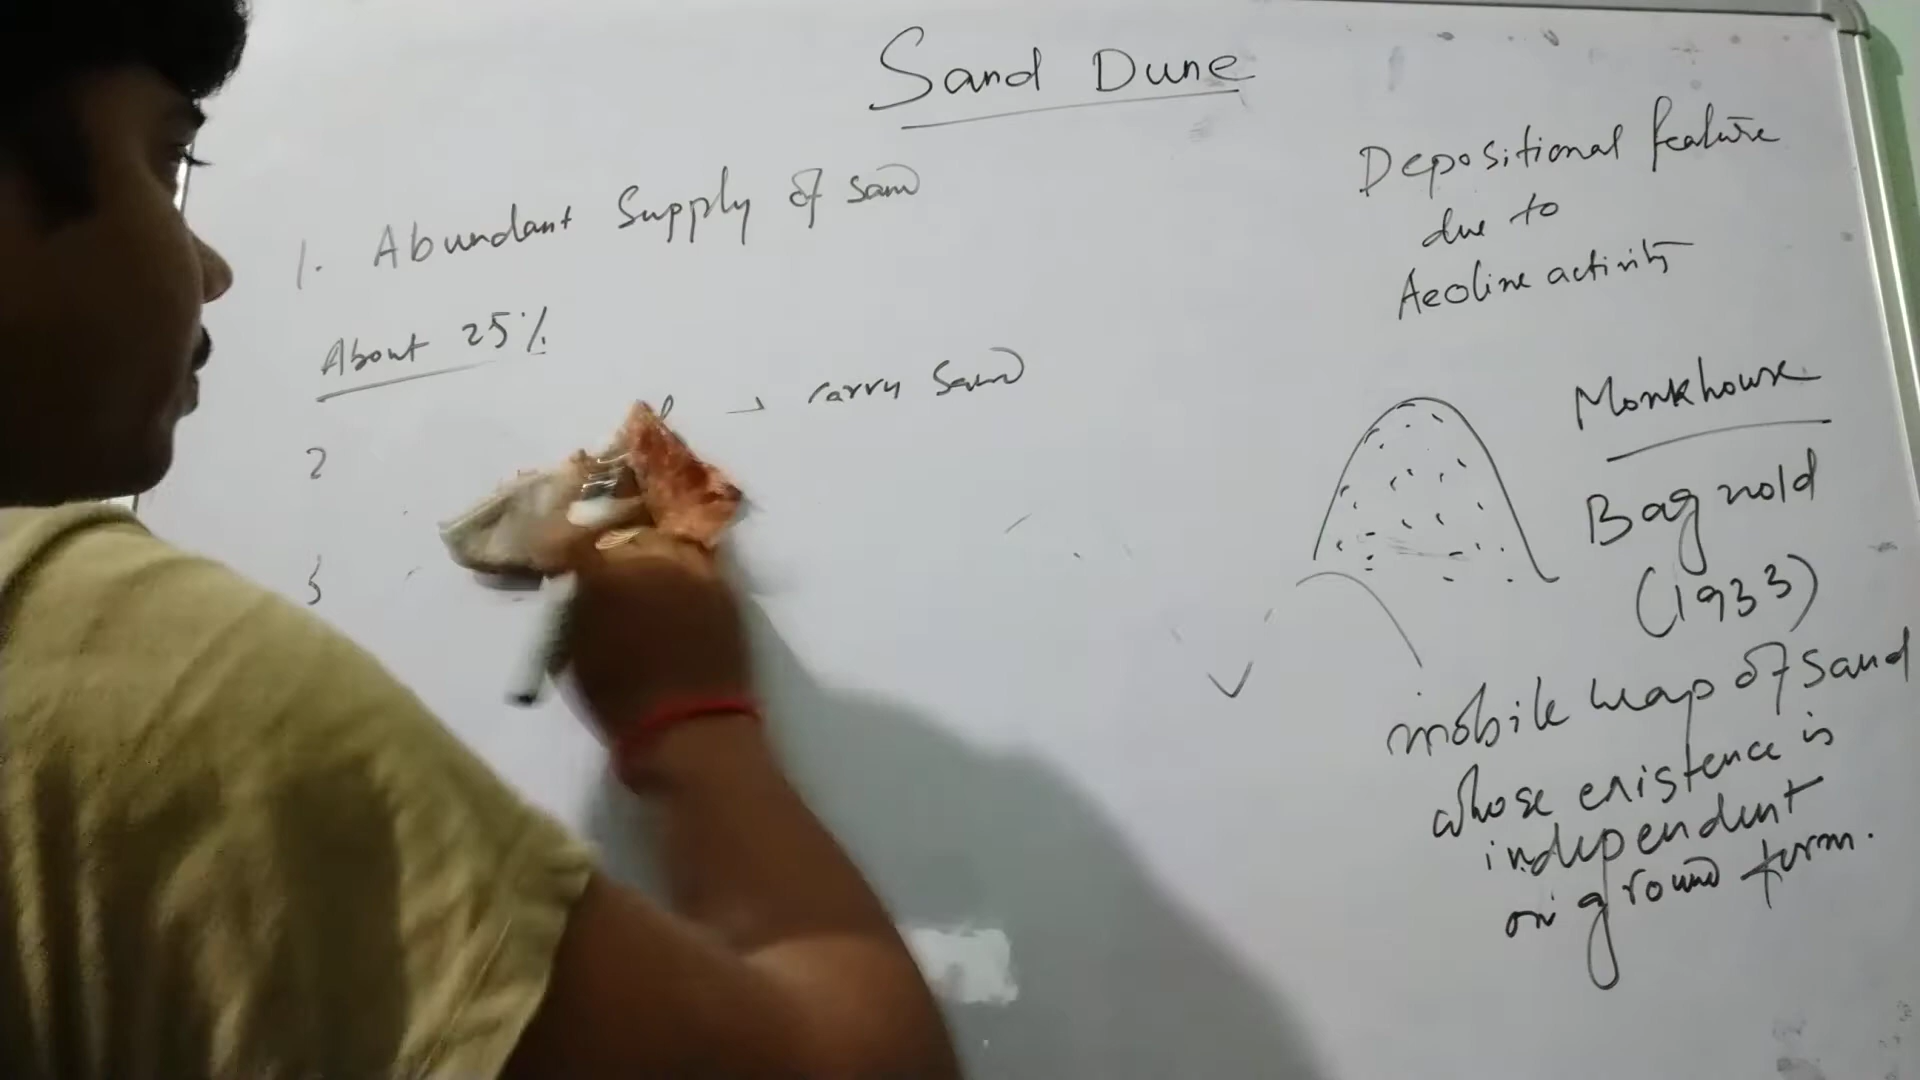 Sand Dune
1. Abundant Supply of sand
About 25%
2
→ carry Sand
3
Depositional feature
due to
Aeoline activity
Monkhouse
Bagnold
(1933)
mobile heap of sand
whose existence is
independent
on ground form.